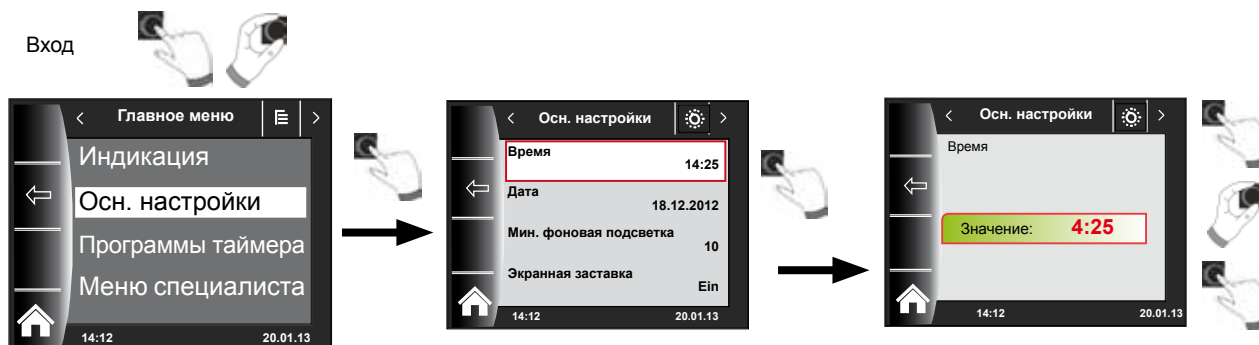 Вход
Главное меню
Индикация
Осн. настройки
Программы таймера
Меню специалиста
14:12 20.01.13
Осн. настройки
Время
14:25
Дата
18.12.2012
Мин. фоновая подсветка
10
Экранная заставка
Ein
14:12 20.01.13
Осн. настройки
Время
Значение: 4:25
14:12 20.01.13